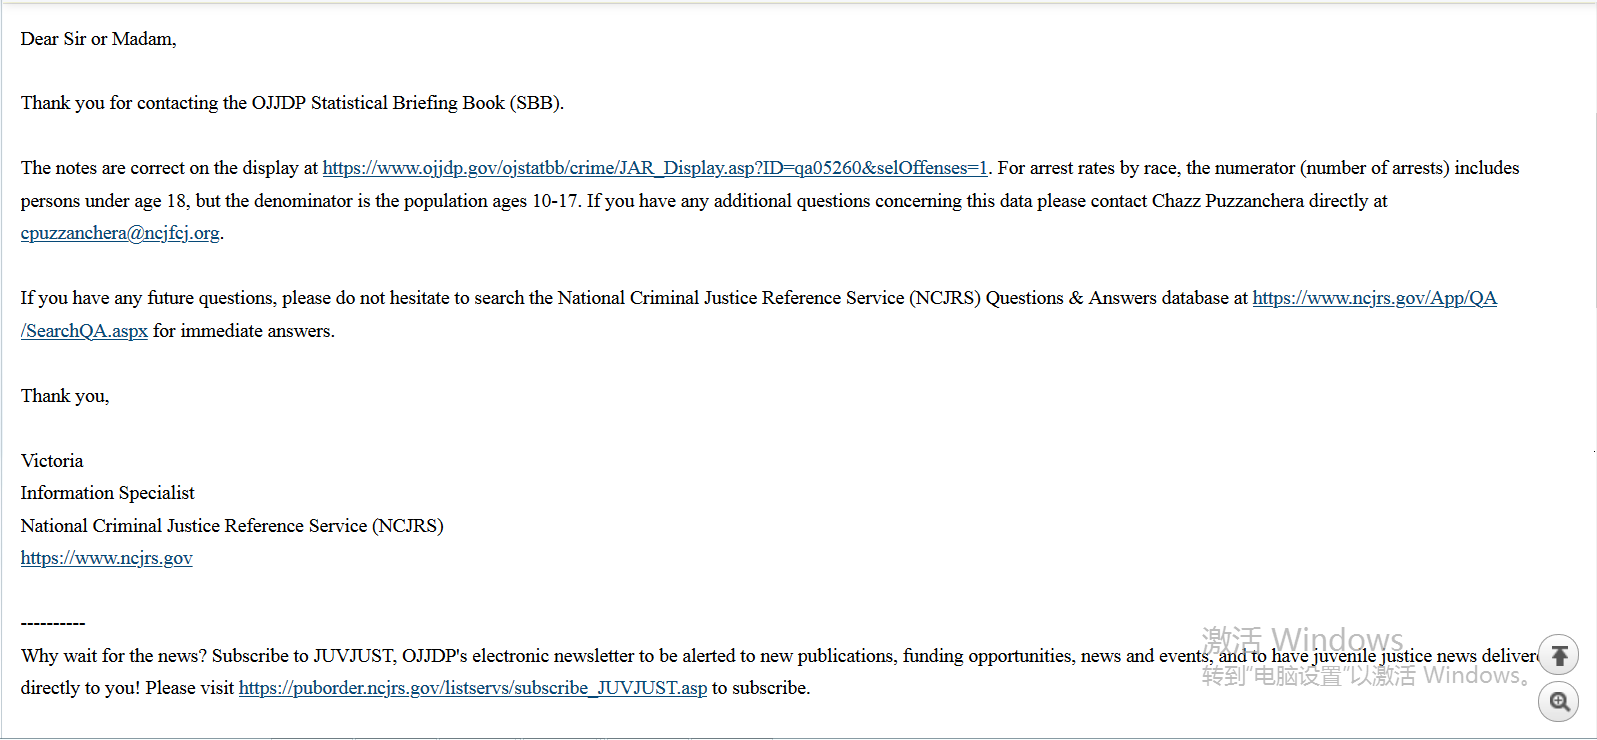 Dear Sir or Madam,
Thank you for contacting the OJJDP Statistical Briefing Book (SBB).
The notes are correct on the display at https://www.ojjdp.gov/ojstatbb/crime/JAR_Display.asp?ID=qa05260&selOffenses=1. For arrest rates by race, the numerator (number of arrests) includes
persons under age 18, but the denominator is the population ages 10-17. If you have any additional questions concerning this data please contact Chazz Puzzanchera directly at
cpuzzanchera@ncjfcj.org.
If you have any future questions, please do not hesitate to search the National Criminal Justice Reference Service (NCJRS) Questions & Answers database at https://www.ncjrs.gov/App/QA
/SearchQA.aspx for immediate answers.
Thank you,
Victoria
Information Specialist
National Criminal Justice Reference Service (NCJRS)
https://www.ncjrs.gov
----------
Why wait for the news? Subscribe to JUVJUST, OJJDP's electronic newsletter to be alerted to new publications, funding opportunities, news and events, and to have juvenile justice news deliver
directly to you! Please visit https://puborder.ncjrs.gov/listservs/subscribe_JUVJUST.asp to subscribe.
激活 Windows
转到"电脑设置"以激活 Windows。